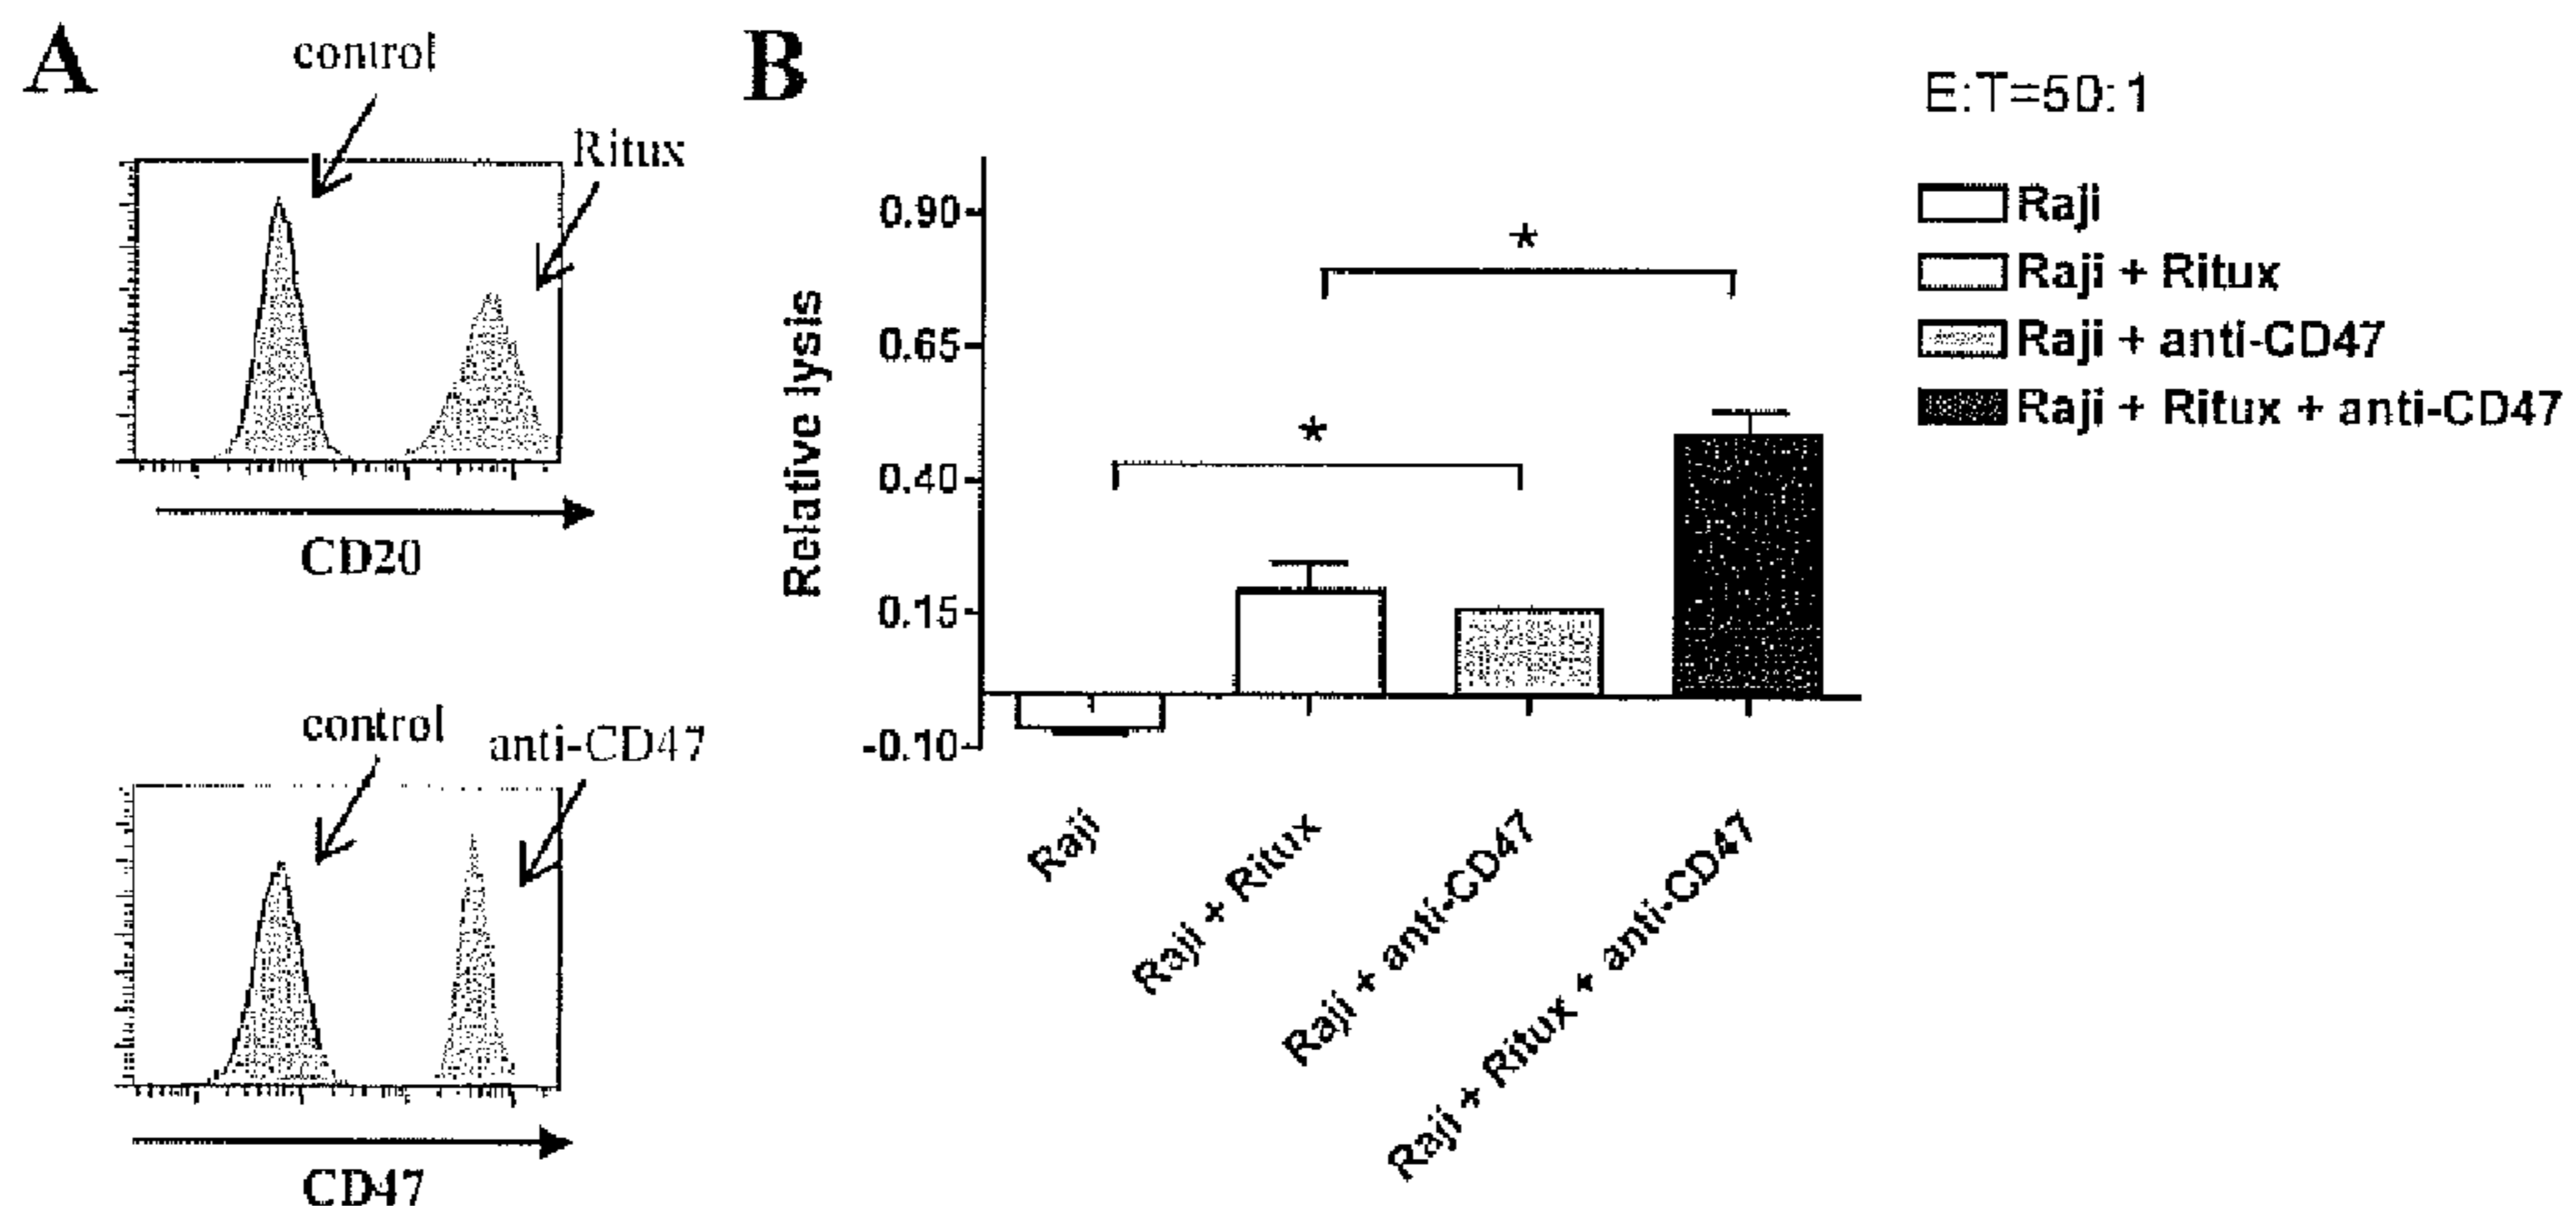 A
control
Ritux
CD20
control
anti-CD47
CD47
B
E:T=50:1
Raji
Raji + Ritux
Raji + anti-CD47
Raji + Ritux + anti-CD47
Relative lysis
0.90
0.65
0.40
0.15
-0.10
*
*
Raji
Raji + Ritux
Raji + anti-CD47
Raji + Ritux + anti-CD47